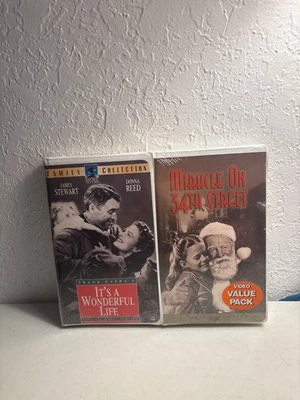 FAMILY COLLECTION
JAMES STEWART
DONNA REED
FRANK CAPRA'S
IT'S A
WONDERFUL
LIFE
MIRACLE ON
34TH STREET
VIDEO
VALUE
PACK